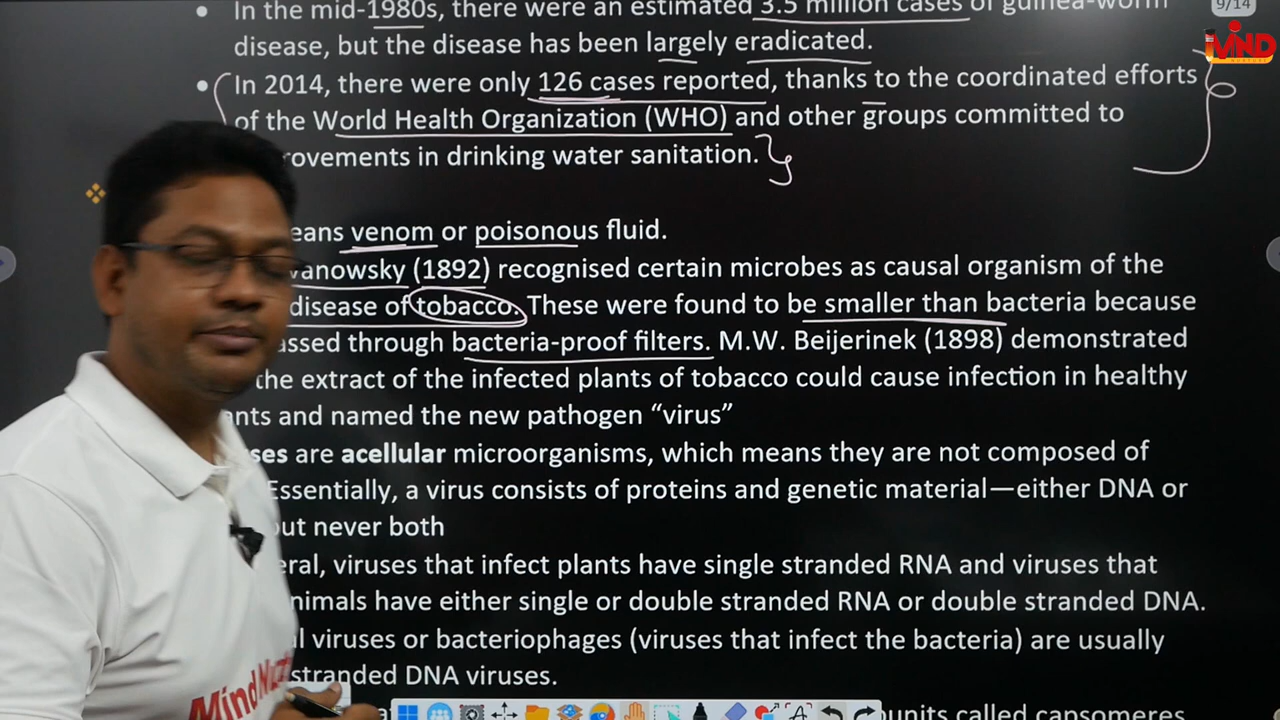 In the mid-1980s, there were an estimated 3.5 million cases of guinea-worm
9/14
MIND
disease, but the disease has been largely eradicated.
In 2014, there were only 126 cases reported, thanks to the coordinated efforts
of the World Health Organization (WHO) and other groups committed to
rovements in drinking water sanitation.
eans venom or poisonous fluid.
vanowsky (1892) recognised certain microbes as causal organism of the
disease of tobacco. These were found to be smaller than bacteria because
assed through bacteria-proof filters. M.W. Beijerinek (1898) demonstrated
the extract of the infected plants of tobacco could cause infection in healthy
ants and named the new pathogen “virus”
ses are acellular microorganisms, which means they are not composed of
Essentially, a virus consists of proteins and genetic material—either DNA or
out never both
eral, viruses that infect plants have single stranded RNA and viruses that
nimals have either single or double stranded RNA or double stranded DNA.
l viruses or bacteriophages (viruses that infect the bacteria) are usually
stranded DNA viruses.
units called capsomeres